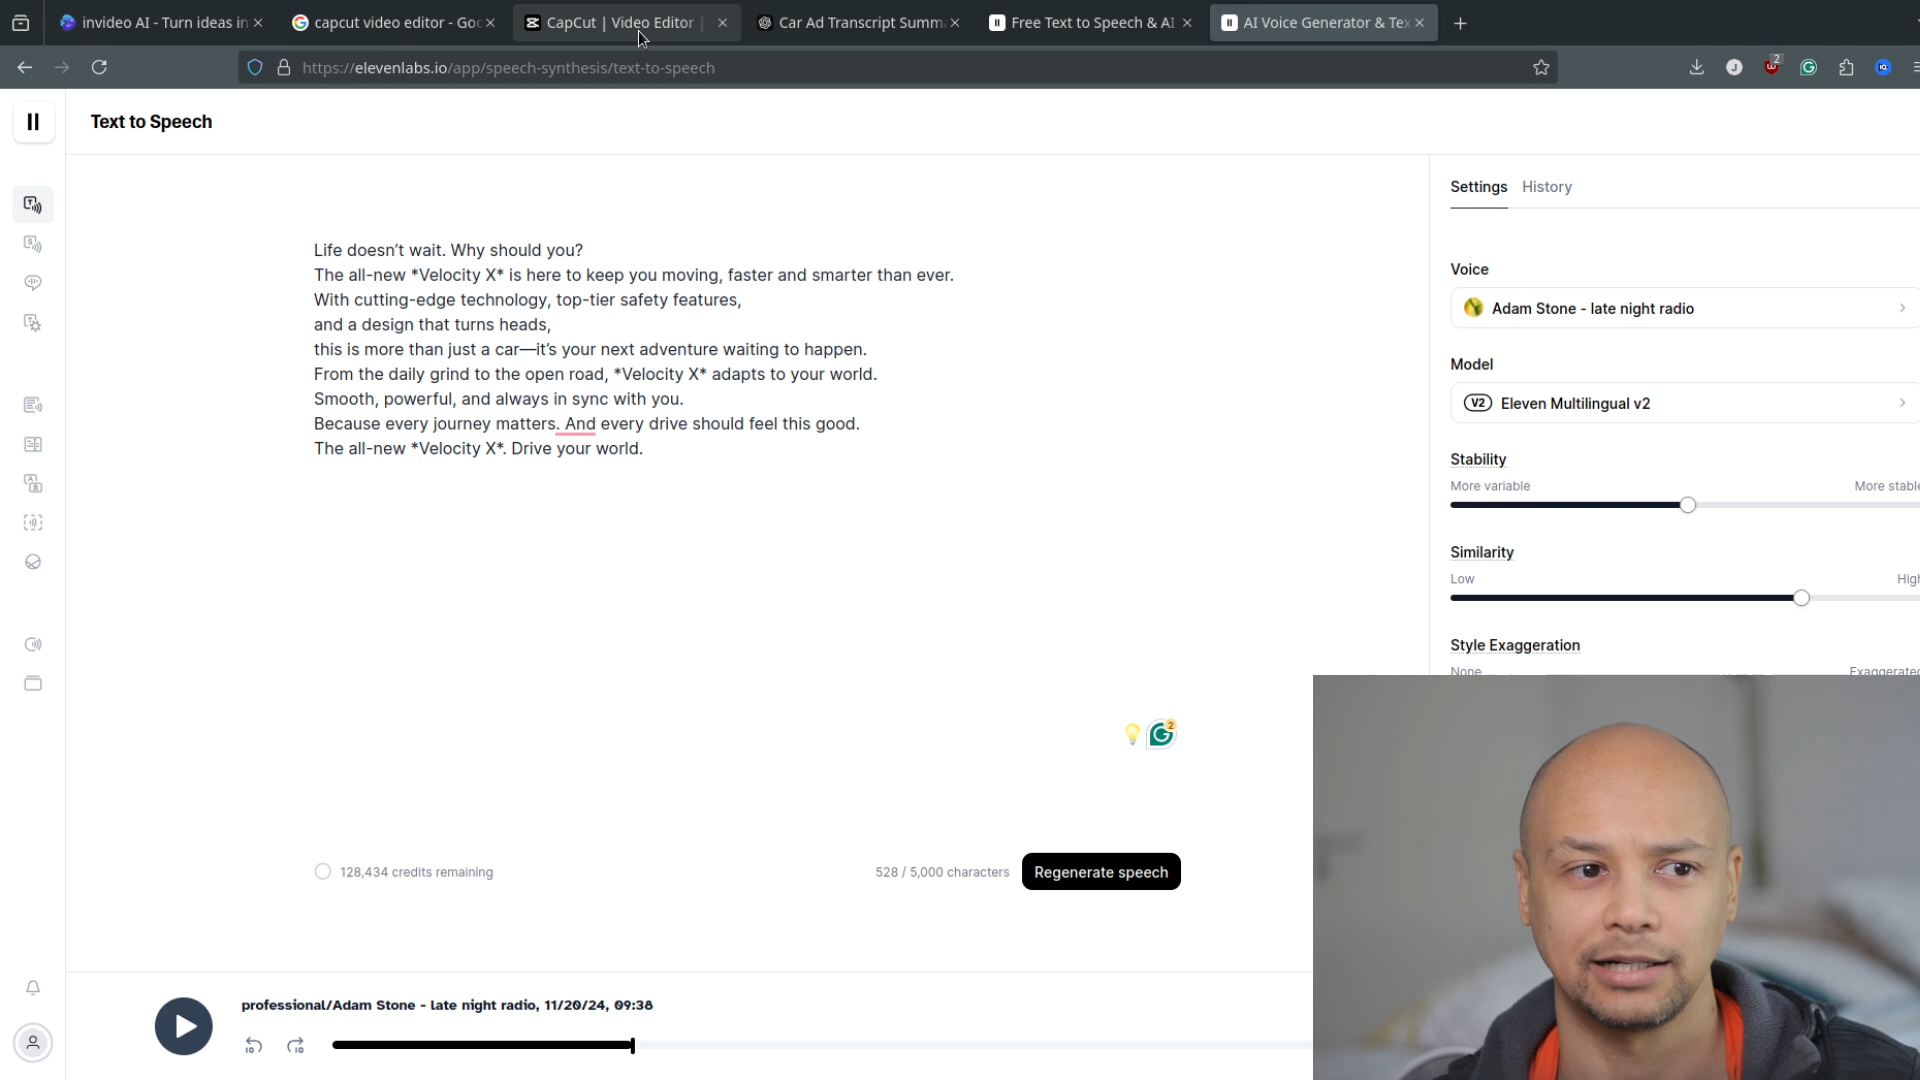 invideo AI - Turn ideas in
capcut video editor - Goo
CapCut | Video Editor |
Car Ad Transcript Summ
Free Text to Speech & AI
AI Voice Generator & Tex
https://elevenlabs.io/app/speech-synthesis/text-to-speech
2
Text to Speech
Settings
History
Life doesn’t wait. Why should you?
The all-new *Velocity X* is here to keep you moving, faster and smarter than ever.
With cutting-edge technology, top-tier safety features,
and a design that turns heads,
this is more than just a car—it’s your next adventure waiting to happen.
From the daily grind to the open road, *Velocity X* adapts to your world.
Smooth, powerful, and always in sync with you.
Because every journey matters. And every drive should feel this good.
The all-new *Velocity X*. Drive your world.
Voice
Adam Stone - late night radio
Model
V2 Eleven Multilingual v2
Stability
More variable
More stable
Similarity
Low
High
Style Exaggeration
None
Exaggerated
2
128,434 credits remaining
528 / 5,000 characters
Regenerate speech
professional/Adam Stone - late night radio, 11/20/24, 09:38
10
10